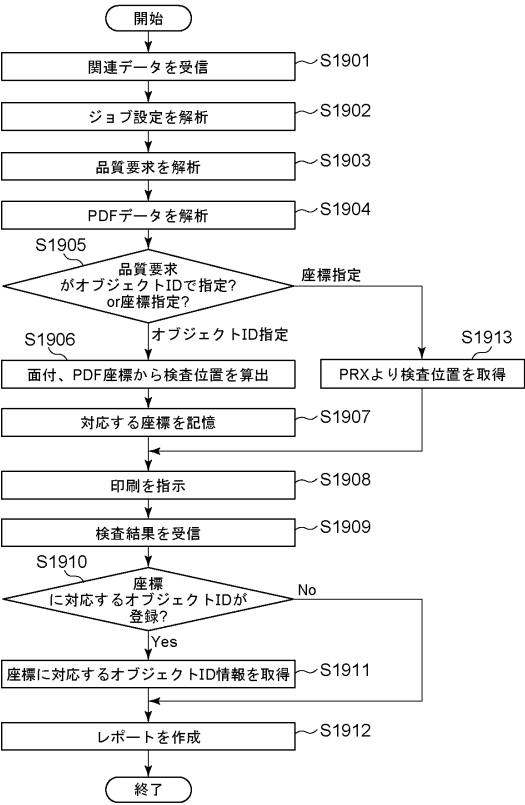 開始
関連データを受信
S1901
ジョブ設定を解析
S1902
品質要求を解析
S1903
PDFデータを解析
S1904
S1905
品質要求
がオブジェクトIDで指定?
or座標指定?
座標指定
オブジェクトID指定
S1906
面付、PDF座標から検査位置を算出
S1913
PRXより検査位置を取得
対応する座標を記憶
S1907
印刷を指示
S1908
検査結果を受信
S1909
S1910
座標
に対応するオブジェクトIDが
登録?
No
Yes
座標に対応するオブジェクトID情報を取得
S1911
レポートを作成
S1912
終了